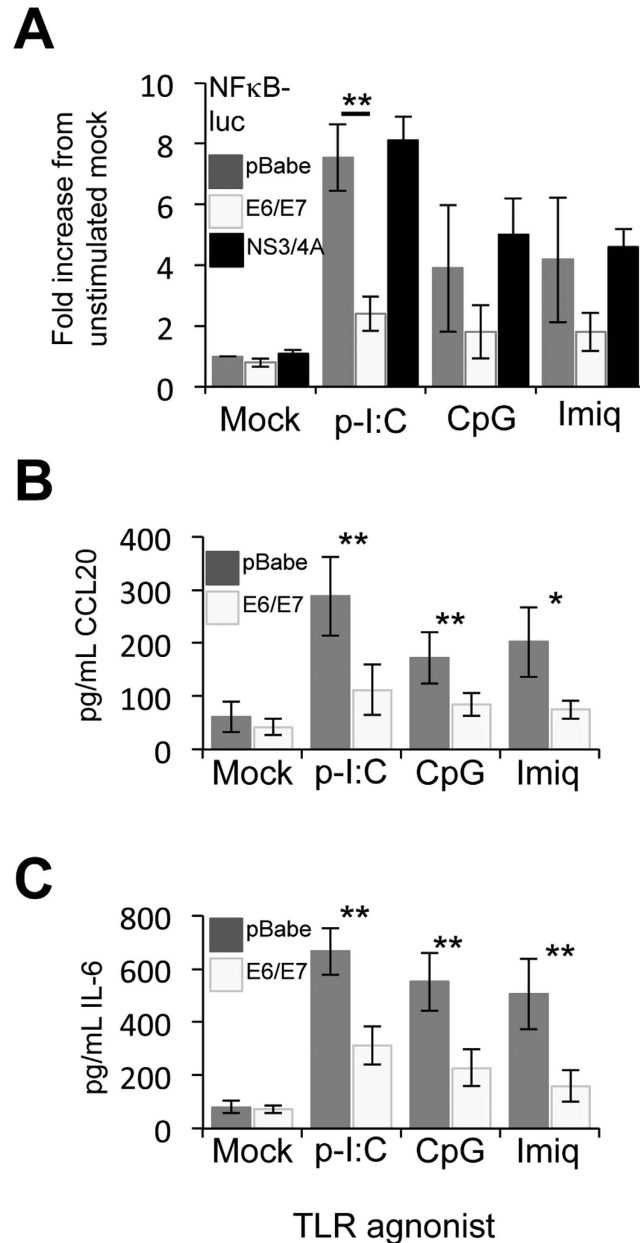 A
NFκB-
luc
pBabe
E6/E7
NS3/4A
**
Fold increase from
unstimulated mock
10
8
6
4
2
0
Mock p-I:C CpG Imiq
B
pBabe
E6/E7
** ** *
pg/mL CCL20
400
300
200
100
0
Mock p-I:C CpG Imiq
C
pBabe
E6/E7
** ** **
pg/mL IL-6
800
600
400
200
0
Mock p-I:C CpG Imiq
TLR agnonist